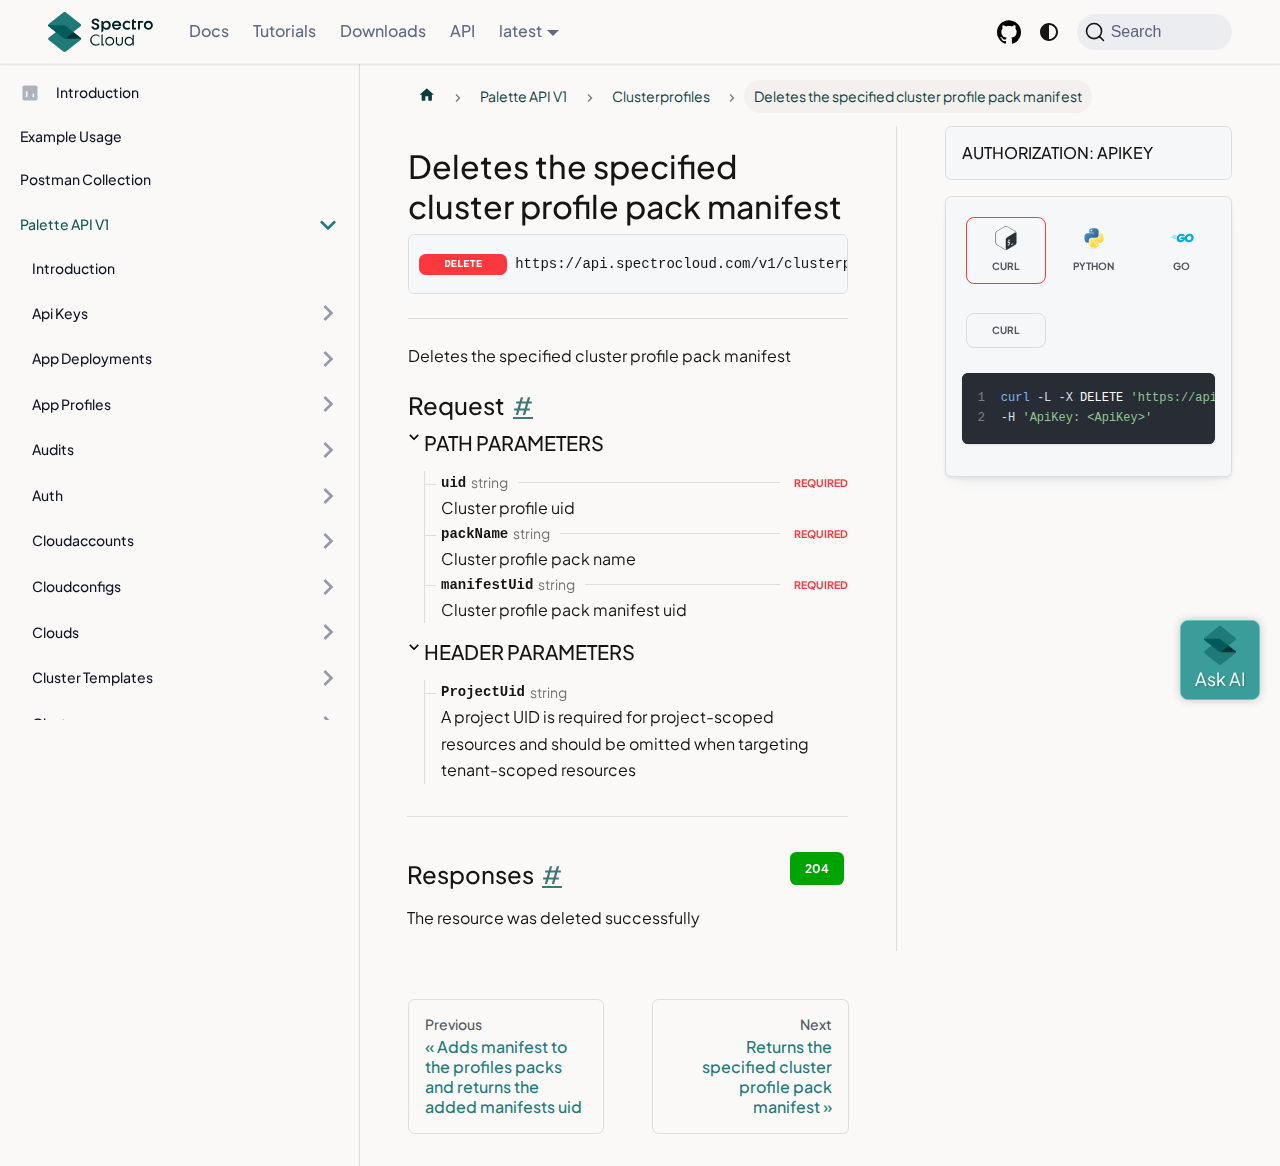 Spectro
Cloud
Docs
Tutorials
Downloads
API
latest
Search
Introduction
Example Usage
Postman Collection
Palette API V1
Introduction
Api Keys
App Deployments
App Profiles
Audits
Auth
Cloudaccounts
Cloudconfigs
Clouds
Cluster Templates
Palette API V1
Clusterprofiles
Deletes the specified cluster profile pack manifest
Deletes the specified
cluster profile pack manifest
DELETE https://api.spectrocloud.com/v1/clusterp
Deletes the specified cluster profile pack manifest
Request #
PATH PARAMETERS
uid string REQUIRED
Cluster profile uid
packName string REQUIRED
Cluster profile pack name
manifestUid string REQUIRED
Cluster profile pack manifest uid
HEADER PARAMETERS
ProjectUid string
A project UID is required for project-scoped
resources and should be omitted when targeting
tenant-scoped resources
Responses #
204
The resource was deleted successfully
Previous
« Adds manifest to
the profiles packs
and returns the
added manifests uid
Next
Returns the
specified cluster
profile pack
manifest »
AUTHORIZATION: APIKEY
CURL
PYTHON
GO
CURL
1 curl -L -X DELETE 'https://api
2 -H 'ApiKey: <ApiKey>'
Ask AI